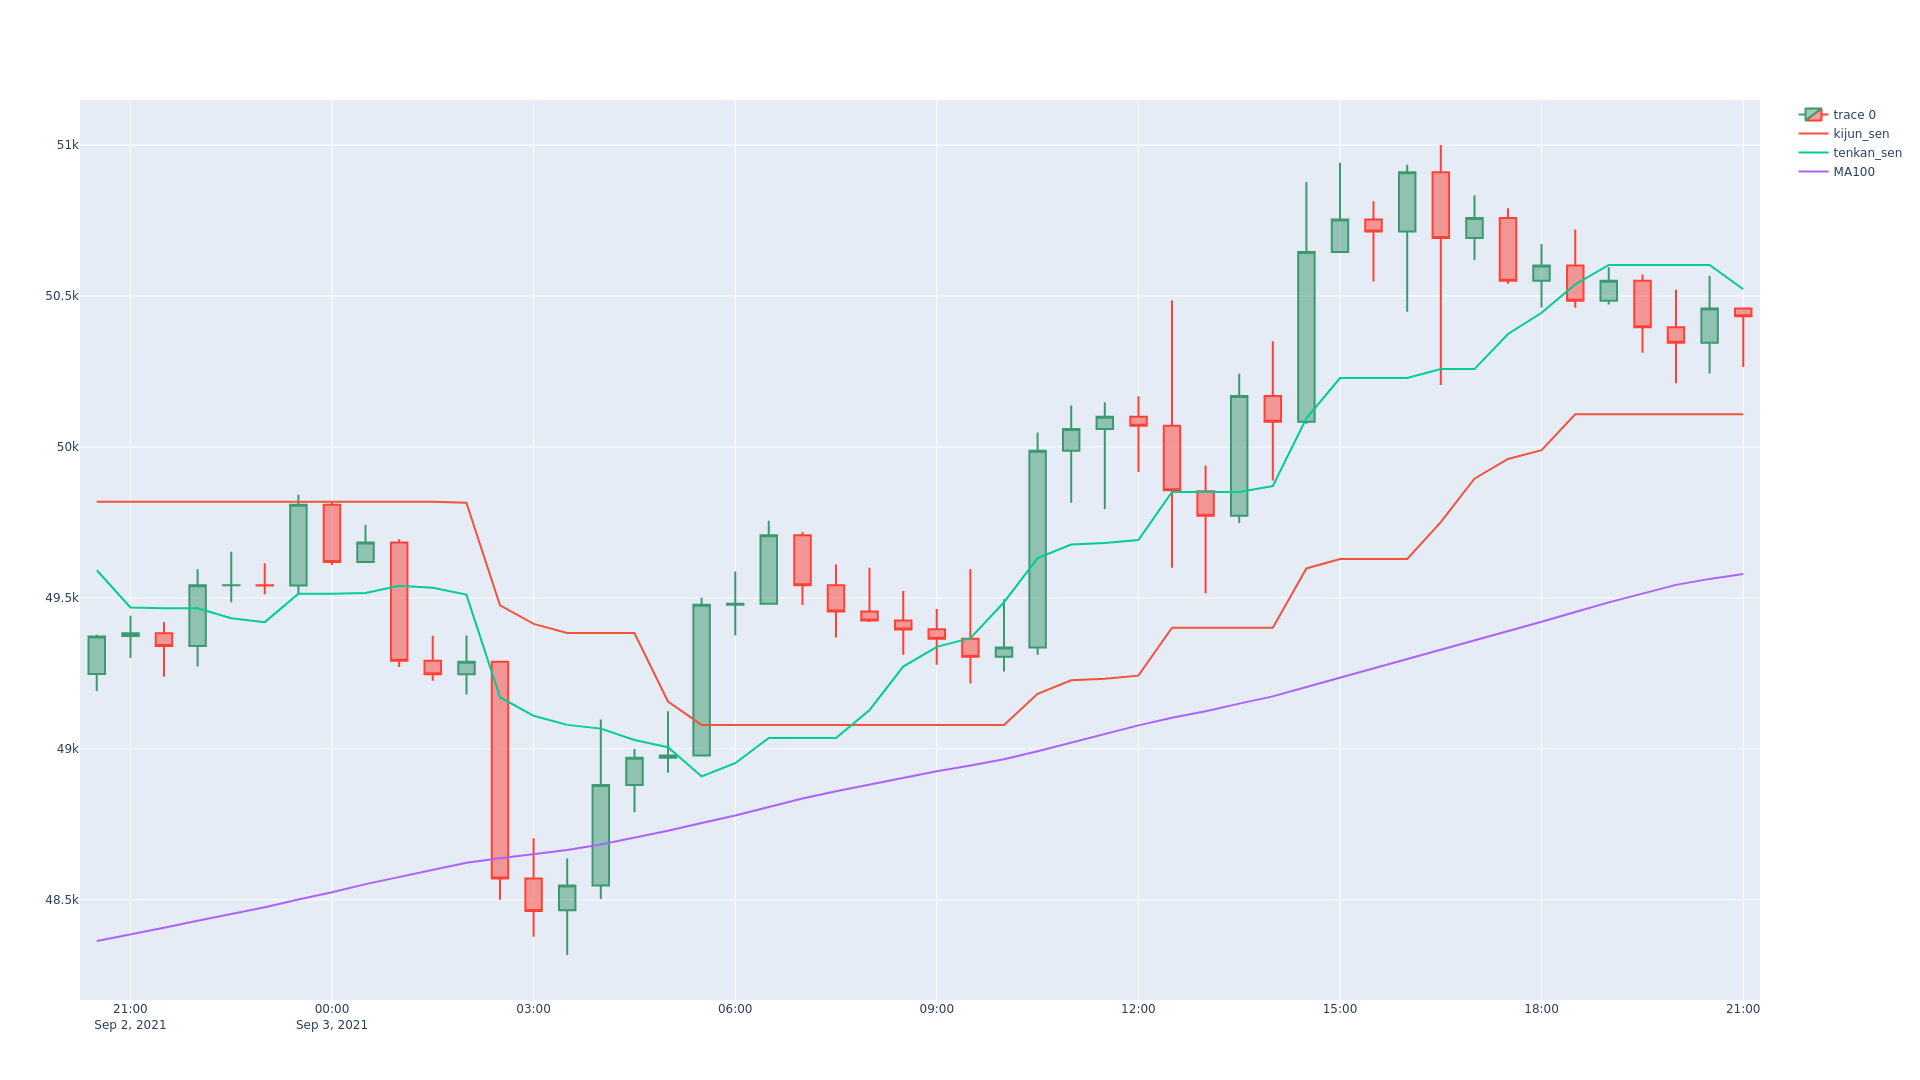 trace 0
kijun_sen
tenkan_sen
MA100
51k
50.5k
50k
49.5k
49k
48.5k
21:00 00:00 03:00 06:00 09:00 12:00 15:00 18:00 21:00
Sep 2, 2021 Sep 3, 2021